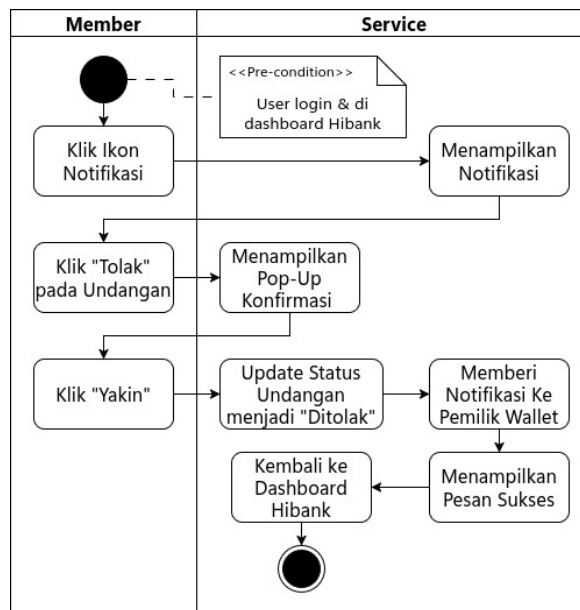 Member
Service
<<Pre-condition>>
User login & di
dashboard Hibank
Klik Ikon
Notifikasi
Menampilkan
Notifikasi
Klik "Tolak"
pada Undangan
Menampilkan
Pop-Up
Konfirmasi
Klik "Yakin"
Update Status
Undangan
menjadi "Ditolak"
Memberi
Notifikasi Ke
Pemilik Wallet
Menampilkan
Pesan Sukses
Kembali ke
Dashboard
Hibank